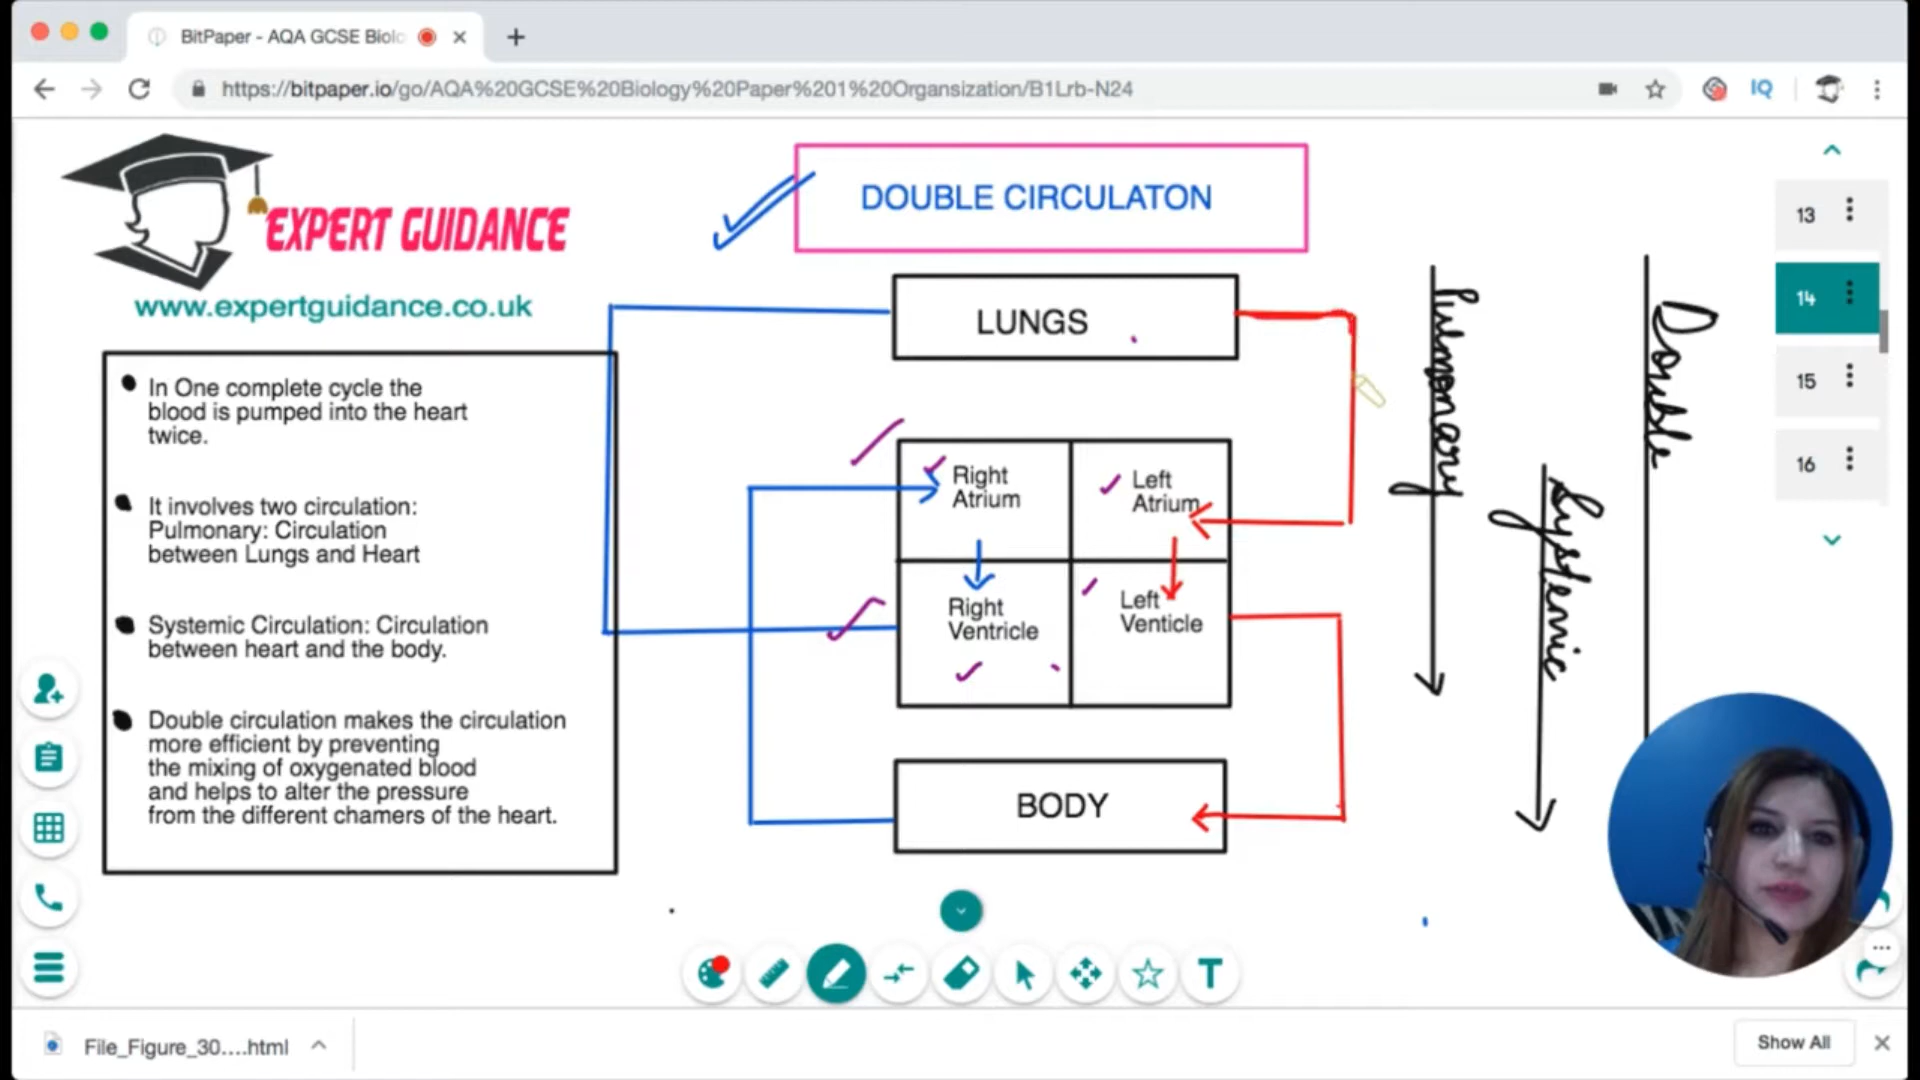 BitPaper - AQA GCSE Biolo
https://bitpaper.io/go/AQA%20GCSE%20Biology%20Paper%201%20Organsization/B1Lrb-N24
IQ
EXPERT GUIDANCE
www.expertguidance.co.uk
DOUBLE CIRCULATON
In One complete cycle the
blood is pumped into the heart
twice.
It involves two circulation:
Pulmonary: Circulation
between Lungs and Heart
Systemic Circulation: Circulation
between heart and the body.
Double circulation makes the circulation
more efficient by preventing
the mixing of oxygenated blood
and helps to alter the pressure
from the different chamers of the heart.
LUNGS
Right
Atrium
Left
Atrium
Right
Ventricle
Left
Venticle
BODY
Pulmonary
Systemic
Double
13
14
15
16
T
File_Figure_30....html
Show All